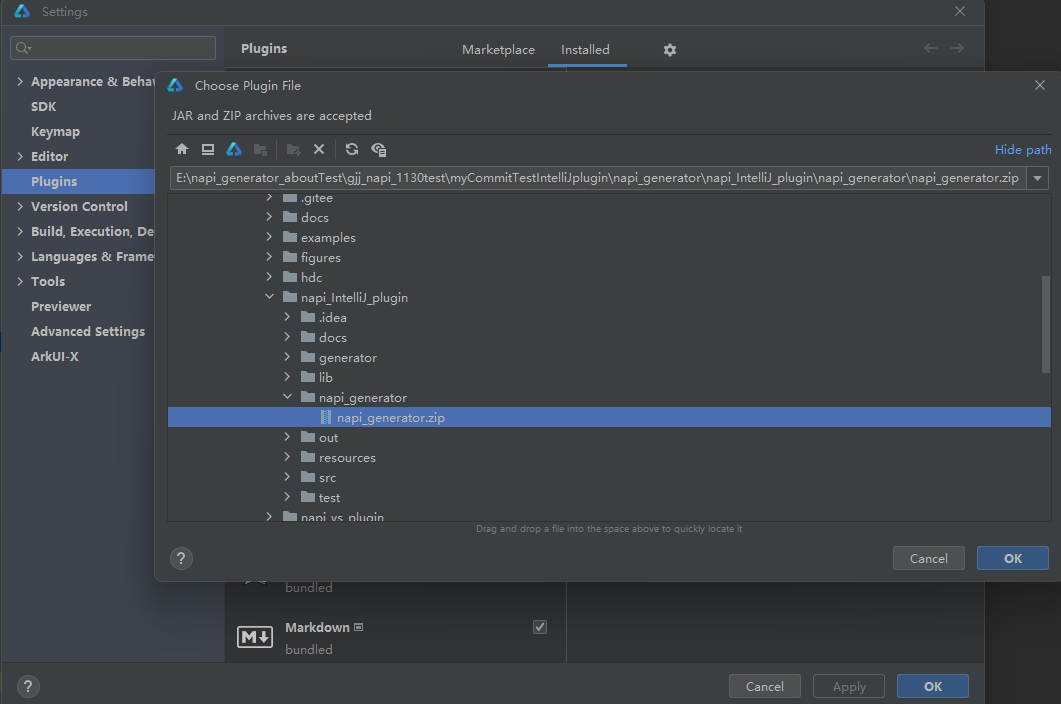 Settings
Plugins
Marketplace
Installed
Appearance & Behav
SDK
Keymap
Editor
Plugins
Version Control
Build, Execution, De
Languages & Frame
Tools
Previewer
Advanced Settings
ArkUI-X
Choose Plugin File
JAR and ZIP archives are accepted
Hide path
E:\napi_generator_aboutTest\gjj_napi_1130test\myCommitTestIntelliJplugin\napi_generator\napi_IntelliJ_plugin\napi_generator\napi_generator.zip
.gitee
docs
examples
figures
hdc
napi_IntelliJ_plugin
.idea
docs
generator
lib
napi_generator
napi_generator.zip
out
resources
src
test
napi_vs_plugin
Drag and drop a file into the space above to quickly locate it
?
Cancel
OK
bundled
M
Markdown
bundled
?
Cancel
Apply
OK